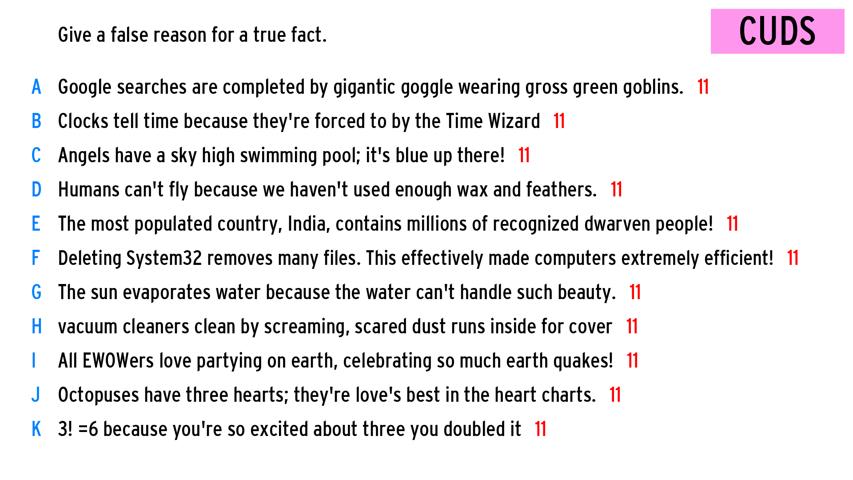 Give a false reason for a true fact.
CUDS
A Google searches are completed by gigantic goggle wearing gross green goblins. 11
B Clocks tell time because they're forced to by the Time Wizard 11
C Angels have a sky high swimming pool; it's blue up there! 11
D Humans can't fly because we haven't used enough wax and feathers. 11
E The most populated country, India, contains millions of recognized dwarven people! 11
F Deleting System32 removes many files. This effectively made computers extremely efficient! 11
G The sun evaporates water because the water can't handle such beauty. 11
H vacuum cleaners clean by screaming, scared dust runs inside for cover 11
I All EWOWers love partying on earth, celebrating so much earth quakes! 11
J Octopuses have three hearts; they're love's best in the heart charts. 11
K 3! =6 because you're so excited about three you doubled it 11